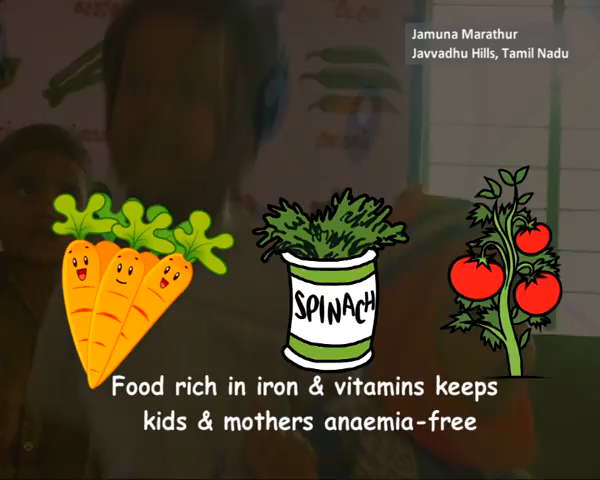 Jamuna Marathur
Javvadhu Hills, Tamil Nadu
SPINACH
Food rich in iron & vitamins keeps
kids & mothers anaemia-free